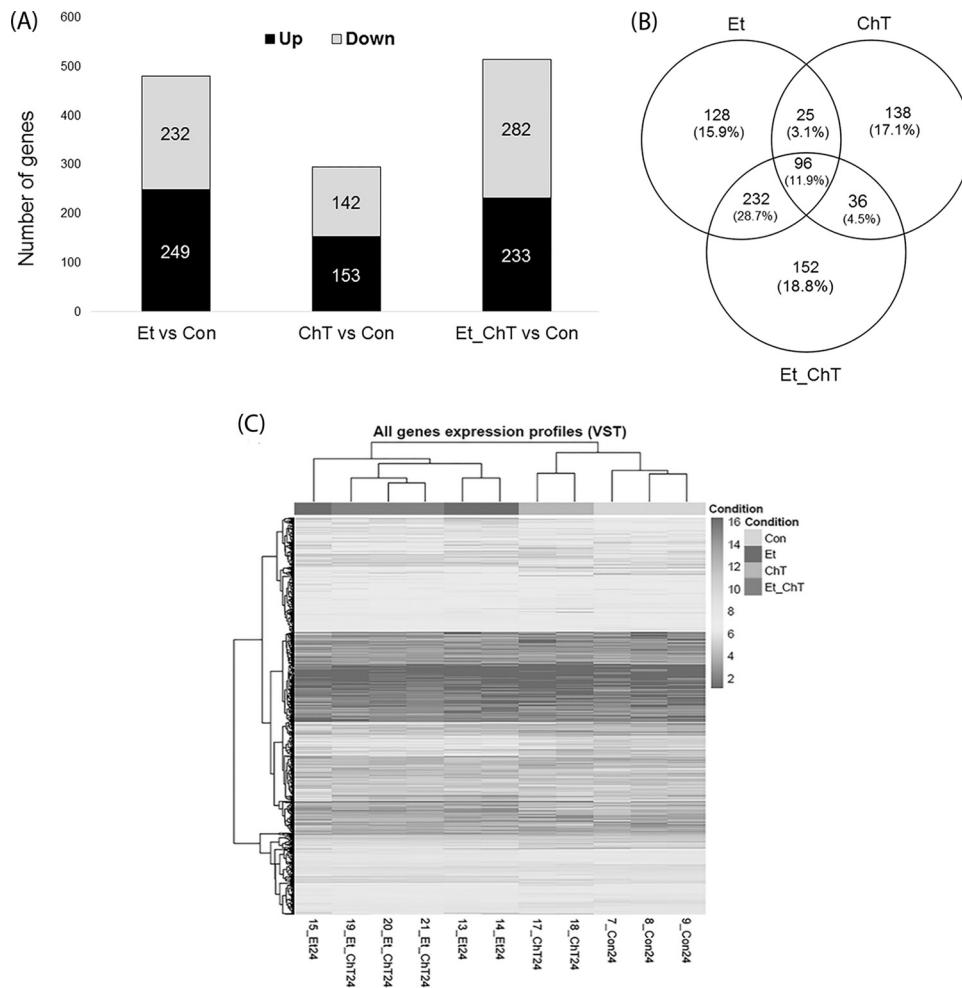 (A)
600
500
400
300
200
100
0
Number of genes
Up Down
232
249
142
153
282
233
Et vs Con
ChT vs Con
Et_ChT vs Con
(B)
Et
ChT
128
(15.9%)
25
(3.1%)
138
(17.1%)
96
(11.9%)
232
(28.7%)
36
(4.5%)
152
(18.8%)
Et_ChT
(C)
All genes expression profiles (VST)
Condition
16
14
12
10
8
6
4
2
Condition
Con
Et
ChT
Et_ChT
15_Et24
19_Et_ChT24
20_Et_ChT24
21_Et_ChT24
13_Et24
14_Et24
17_ChT24
18_ChT24
7_Con24
8_Con24
9_Con24